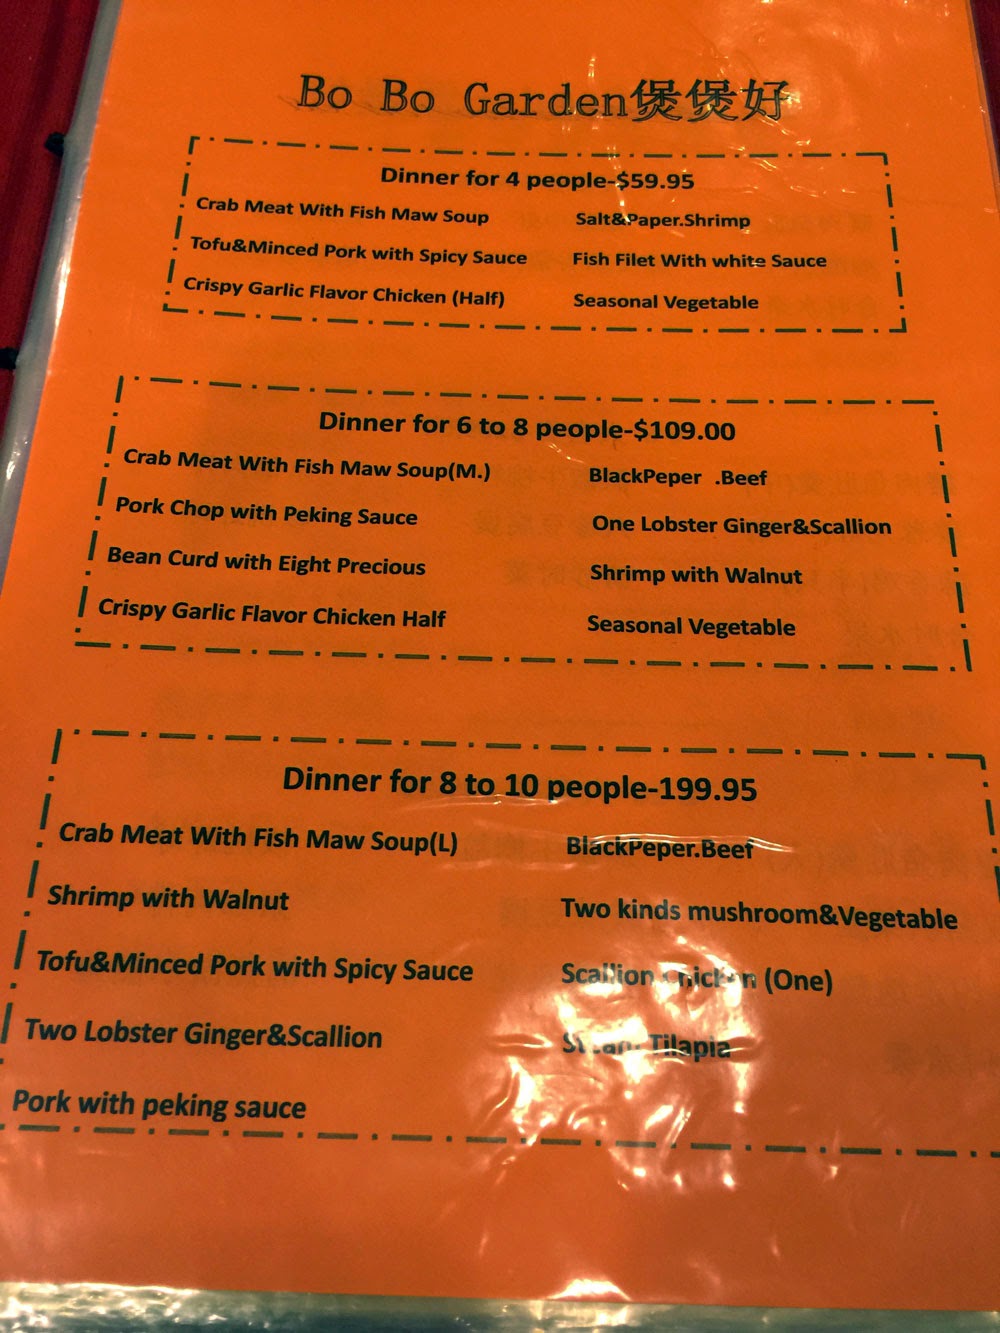 Bo Bo Garden煲煲好
Dinner for 4 people-$59.95
Crab Meat With Fish Maw Soup Salt&Paper.Shrimp
Tofu&Minced Pork with Spicy Sauce Fish Filet With white Sauce
Crispy Garlic Flavor Chicken (Half) Seasonal Vegetable
Dinner for 6 to 8 people-$109.00
Crab Meat With Fish Maw Soup(M.) BlackPeper .Beef
Pork Chop with Peking Sauce One Lobster Ginger&Scallion
Bean Curd with Eight Precious Shrimp with Walnut
Crispy Garlic Flavor Chicken Half Seasonal Vegetable
Dinner for 8 to 10 people-199.95
Crab Meat With Fish Maw Soup(L) BlackPeper.Beef
Shrimp with Walnut Two kinds mushroom&Vegetable
Tofu&Minced Pork with Spicy Sauce Scallion Chicken (One)
Two Lobster Ginger&Scallion Tilapia
Pork with peking sauce